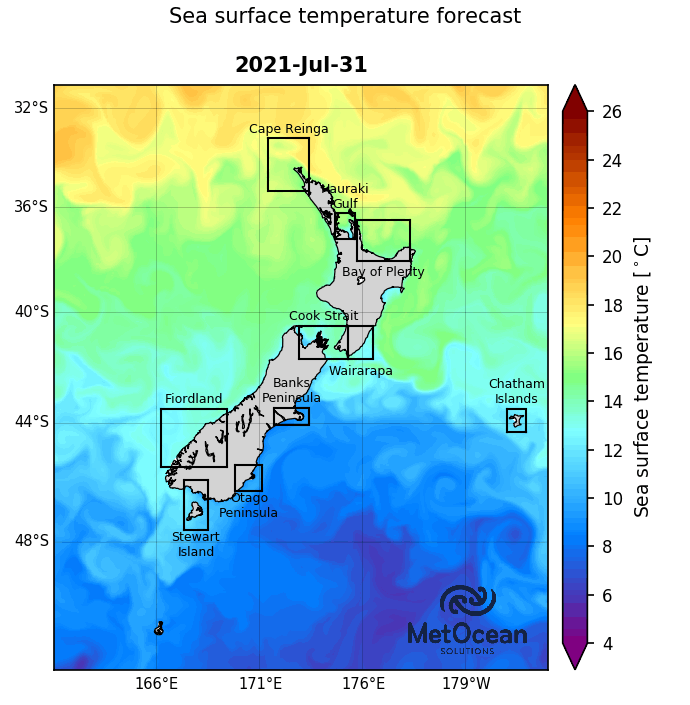 Sea surface temperature forecast
2021-Jul-31
32°S
36°S
40°S
44°S
48°S
Cape Reinga
Hauraki
Gulf
Bay of Plenty
Cook Strait
Wairarapa
Banks
Peninsula
Fiordland
Chatham
Islands
Otago
Peninsula
Stewart
Island
MetOcean
SOLUTIONS
166°E
171°E
176°E
179°W
26
24
22
20
18
16
14
12
10
8
6
4
Sea surface temperature [°C]